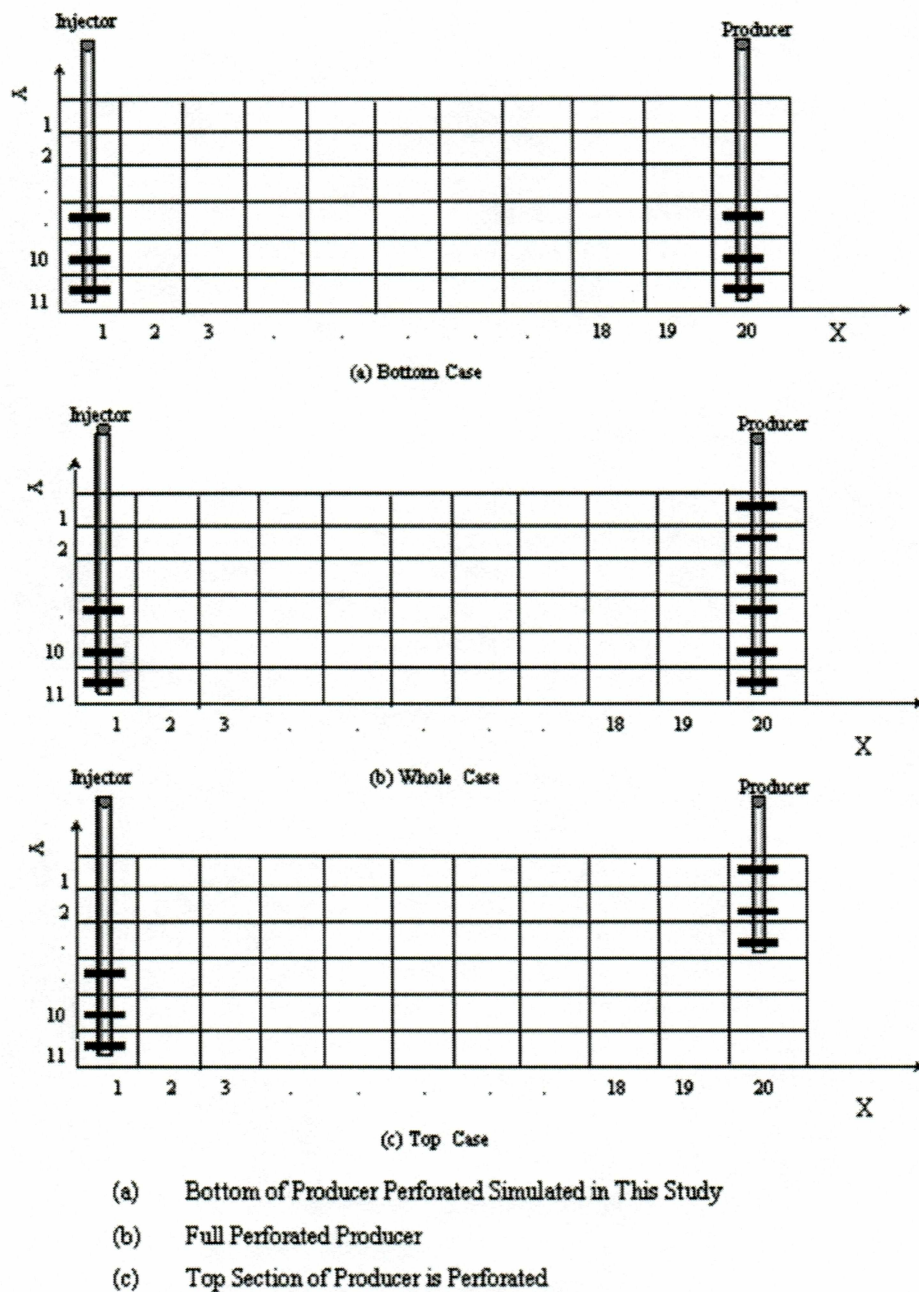 Injector
Producer
Y
1
2
.
10
11
1 2 3 . . . . . 18 19 20 X
(a) Bottom Case
Injector
Producer
Y
1
2
.
10
11
1 2 3 . . . . . 18 19 20
X
(b) Whole Case
Injector
Producer
Y
1
2
.
10
11
1 2 3 . . . . . 18 19 20
X
(c) Top Case
(a) Bottom of Producer Perforated Simulated in This Study
(b) Full Perforated Producer
(c) Top Section of Producer is Perforated